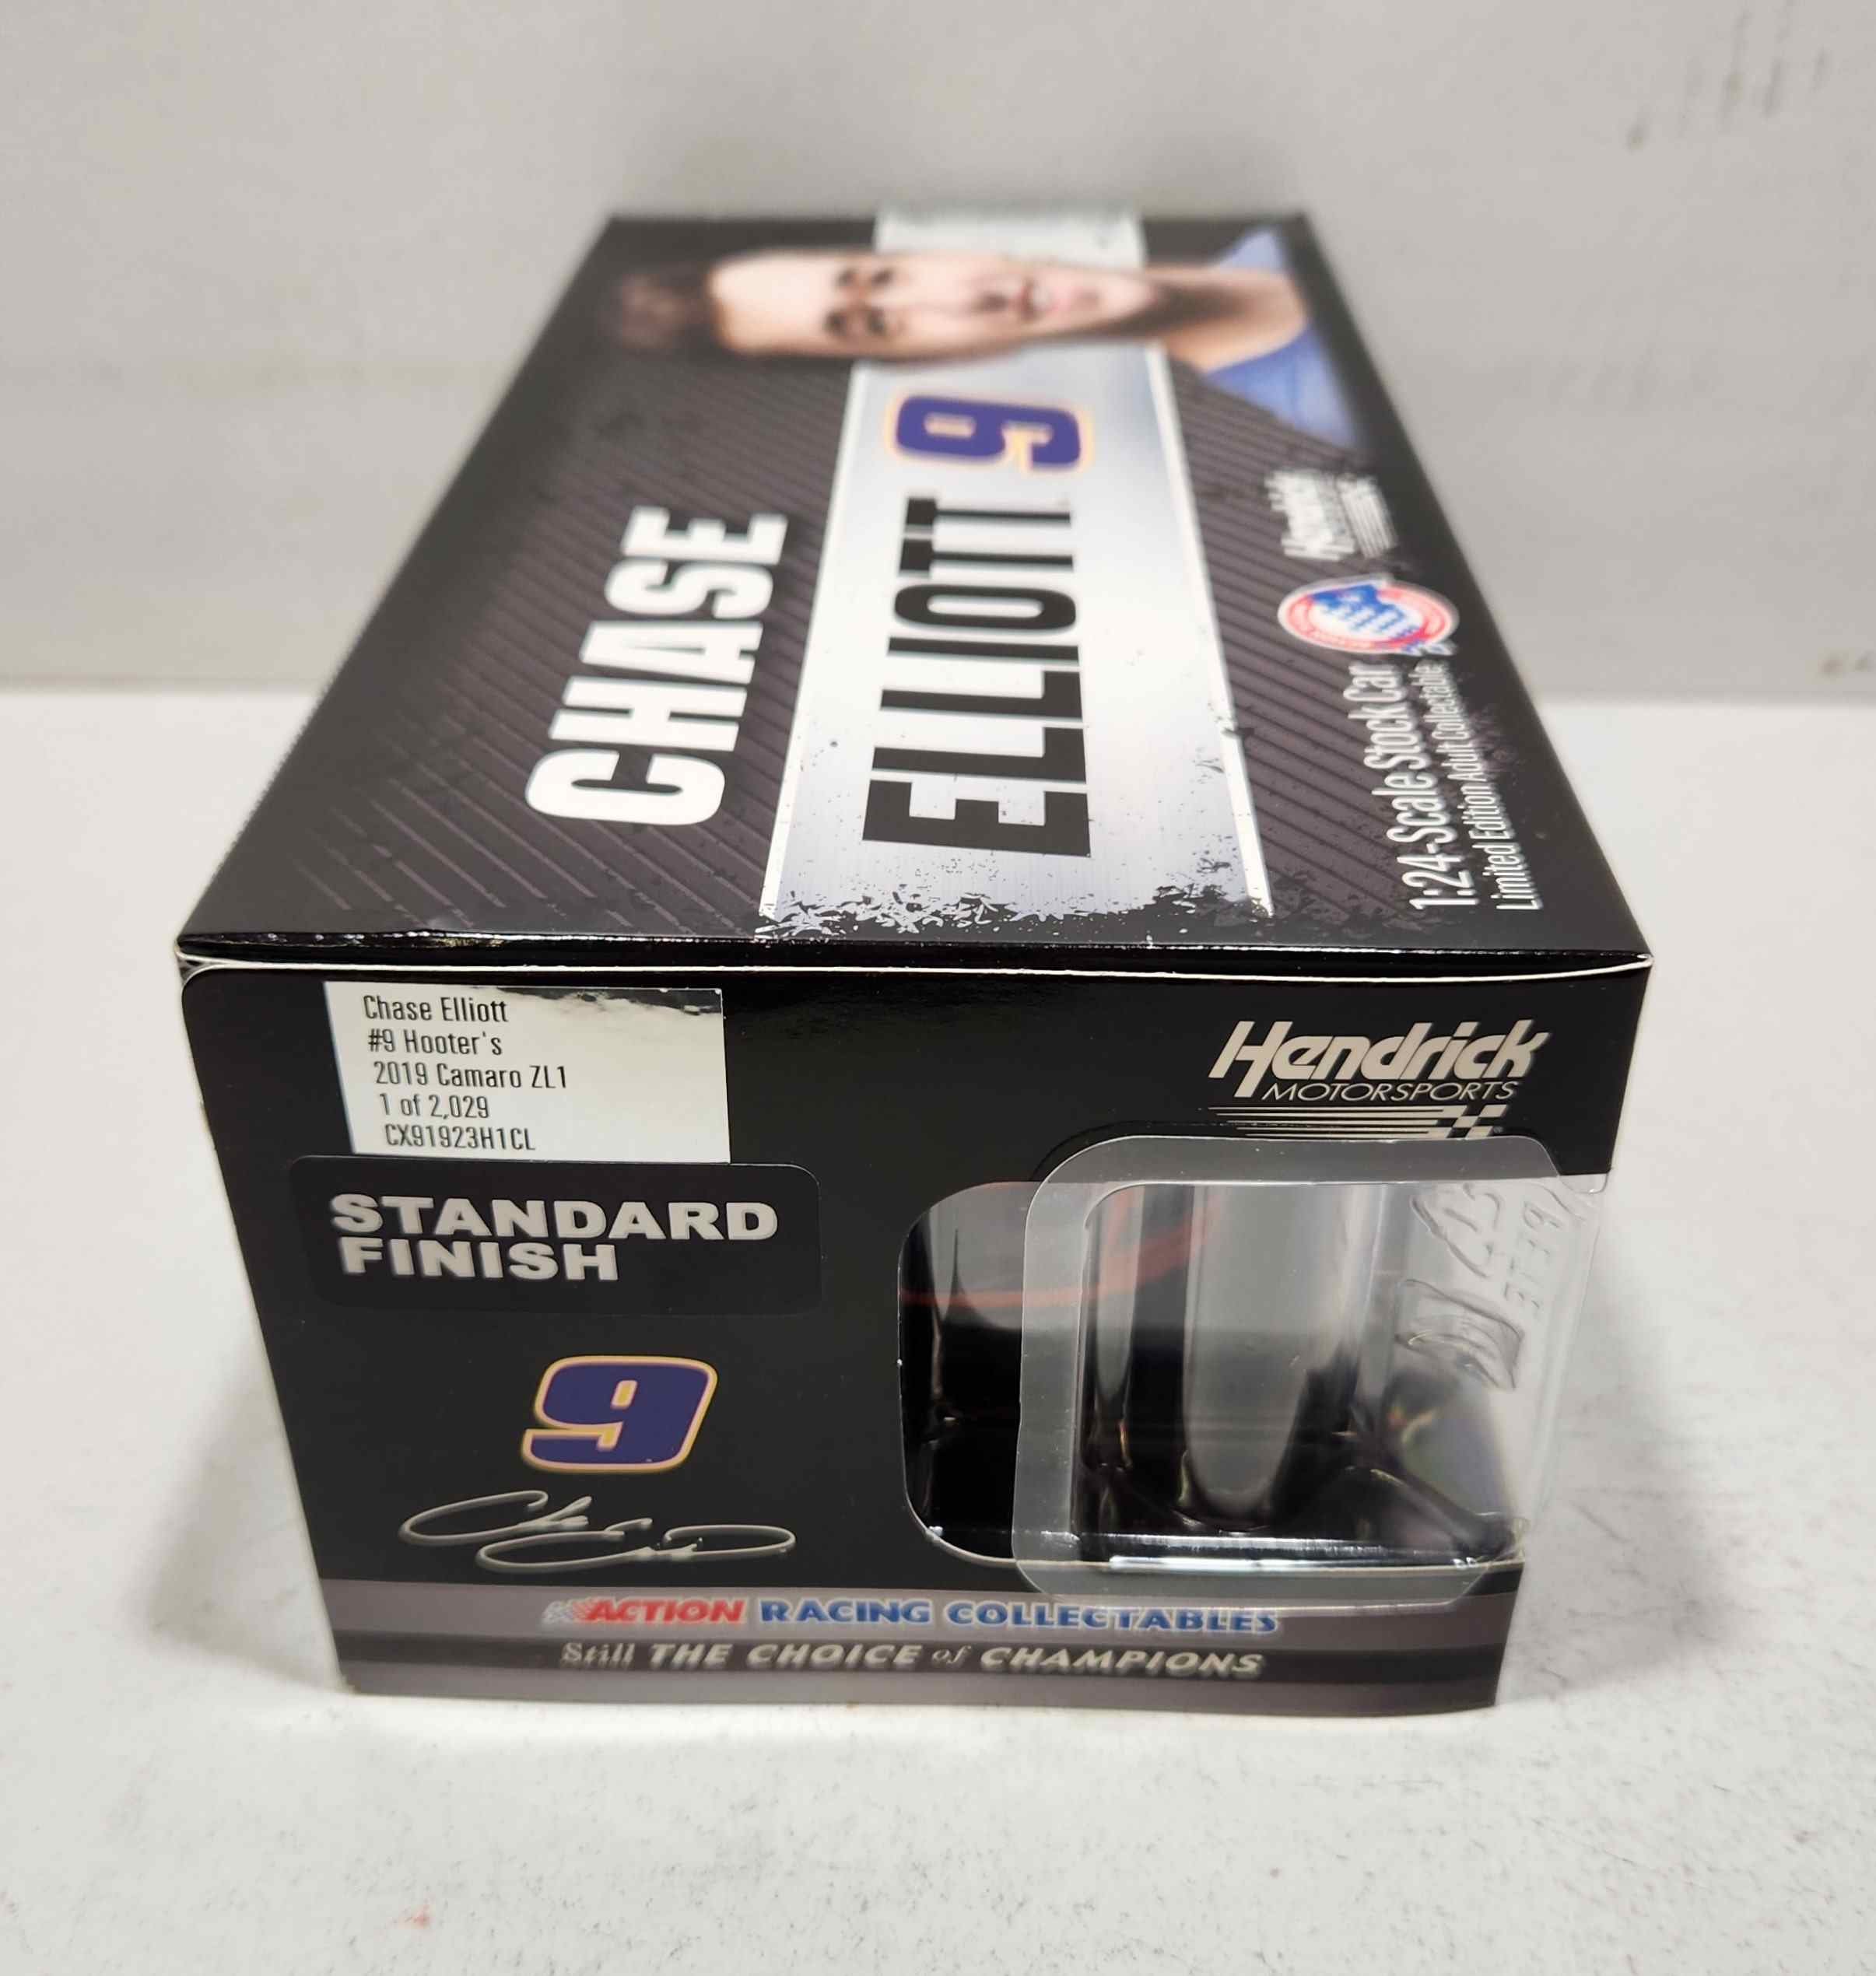 CHASE
ELLIOTT 9
Hendrick
1:24-Scale Stock Car
Limited Edition Adult Collectable
Chase Elliott
#9 Hooter's
2019 Camaro ZL1
1 of 2,029
CX91923H1CL
Hendrick
MOTORSPORTS
STANDARD
FINISH
9
ACTION RACING COLLECTABLES
Still THE CHOICE of CHAMPIONS